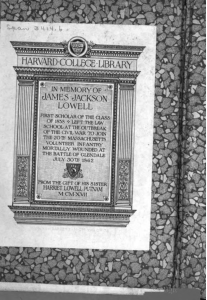 HARVARD COLLEGE LIBRARY
IN MEMORY OF
JAMES JACKSON
LOWELL
FIRST SCHOLAR OF THE CLASS
OF 1858 & LEFT THE LAW
SCHOOL AT THE OUTBREAK
OF THE CIVIL WAR TO JOIN
THE 20TH MASSACHUSETTS
VOLUNTEER INFANTRY
MORTALLY WOUNDED AT
THE BATTLE OF GLENDALE
JULY 30TH 1862
FROM THE GIFT OF HIS SISTER
HARRIET LOWELL PUTNAM
MCMXVII